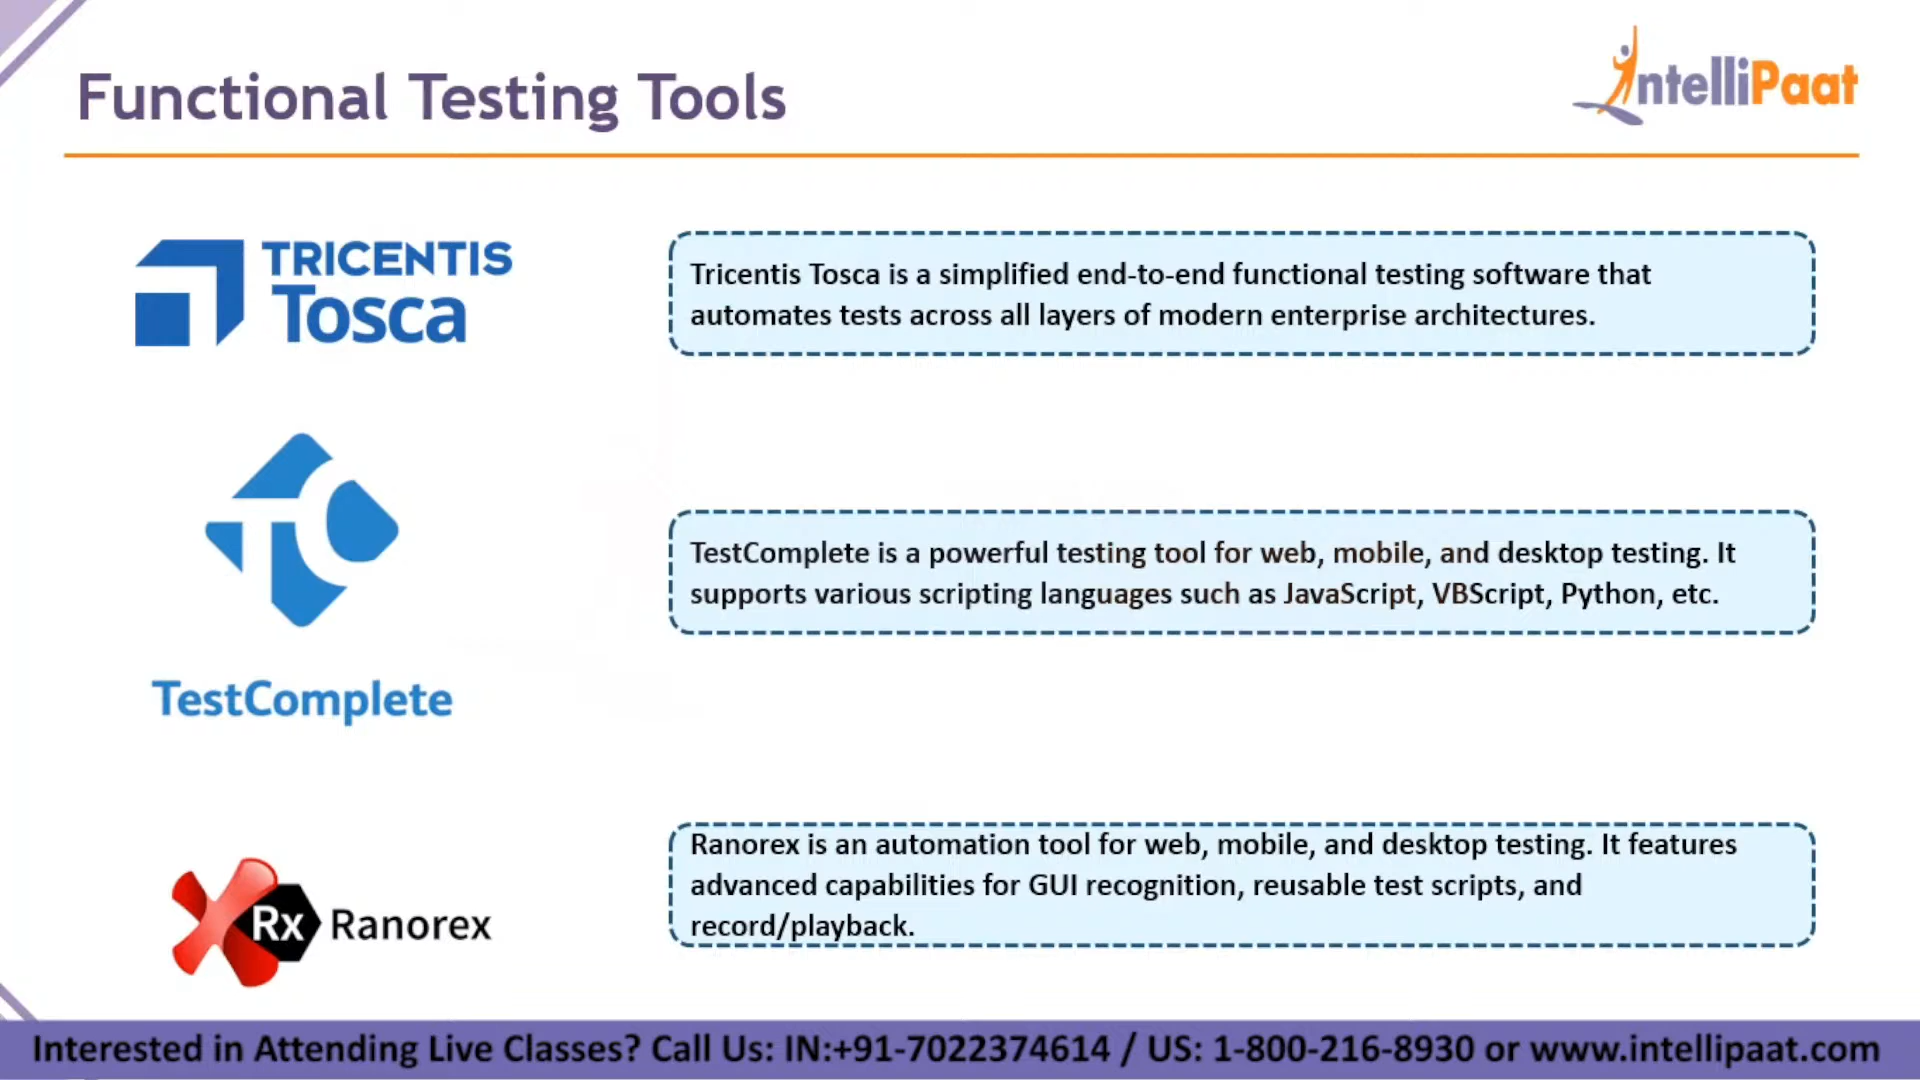 Functional Testing Tools
IntelliPaat
TRICENTIS
Tosca
Tricentis Tosca is a simplified end-to-end functional testing software that
automates tests across all layers of modern enterprise architectures.
TC
TestComplete is a powerful testing tool for web, mobile, and desktop testing. It
supports various scripting languages such as JavaScript, VBScript, Python, etc.
TestComplete
Ranorex is an automation tool for web, mobile, and desktop testing. It features
advanced capabilities for GUI recognition, reusable test scripts, and
record/playback.
Rx Ranorex
Interested in Attending Live Classes? Call Us: IN:+91-7022374614 / US: 1-800-216-8930 or www.intellipaat.com